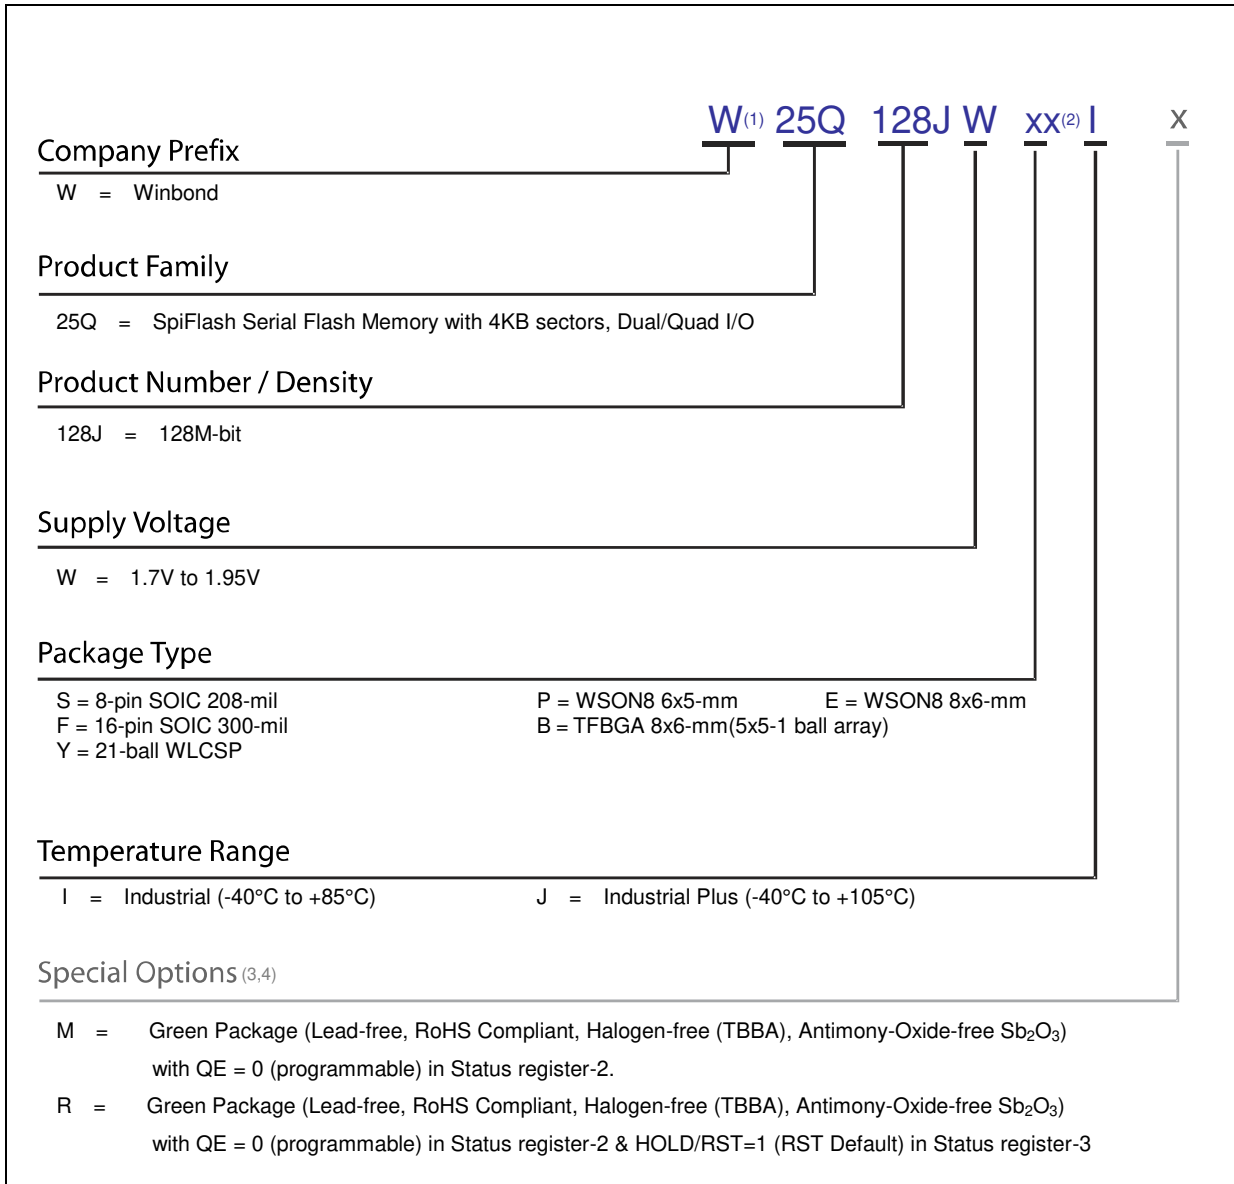 W(1) 25Q 128J W xx(2) I x
Company Prefix
W = Winbond
Product Family
25Q = SpiFlash Serial Flash Memory with 4KB sectors, Dual/Quad I/O
Product Number / Density
128J = 128M-bit
Supply Voltage
W = 1.7V to 1.95V
Package Type
S = 8-pin SOIC 208-mil P = WSON8 6x5-mm E = WSON8 8x6-mm
F = 16-pin SOIC 300-mil B = TFBGA 8x6-mm(5x5-1 ball array)
Y = 21-ball WLCSP
Temperature Range
I = Industrial (-40°C to +85°C) J = Industrial Plus (-40°C to +105°C)
Special Options (3,4)
M = Green Package (Lead-free, RoHS Compliant, Halogen-free (TBBA), Antimony-Oxide-free Sb₂O₃)
with QE = 0 (programmable) in Status register-2.
R = Green Package (Lead-free, RoHS Compliant, Halogen-free (TBBA), Antimony-Oxide-free Sb₂O₃)
with QE = 0 (programmable) in Status register-2 & HOLD/RST=1 (RST Default) in Status register-3